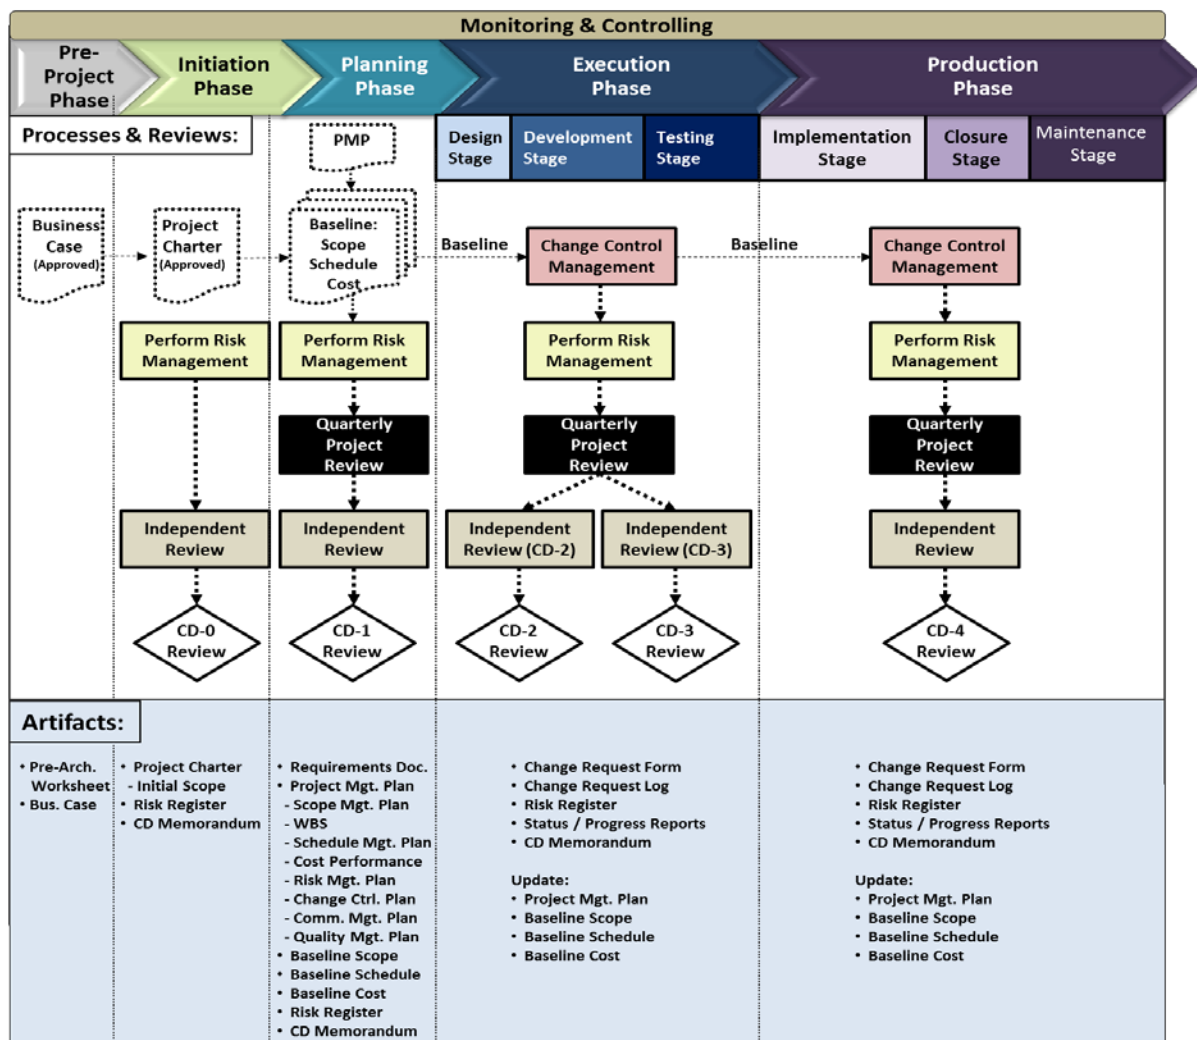 Monitoring & Controlling
Pre-
Project
Phase
Initiation
Phase
Planning
Phase
Execution
Phase
Production
Phase
Processes & Reviews:
PMP
Design
Stage
Development
Stage
Testing
Stage
Implementation
Stage
Closure
Stage
Maintenance
Stage
Business
Case
(Approved)
Project
Charter
(Approved)
Baseline:
Scope
Schedule
Cost
Baseline
Change Control
Management
Baseline
Change Control
Management
Perform Risk
Management
Perform Risk
Management
Perform Risk
Management
Perform Risk
Management
Quarterly
Project
Review
Quarterly
Project
Review
Quarterly
Project
Review
Independent
Review
Independent
Review
Independent
Review (CD-2)
Independent
Review (CD-3)
Independent
Review
CD-0
Review
CD-1
Review
CD-2
Review
CD-3
Review
CD-4
Review
Artifacts:
• Pre-Arch.
Worksheet
• Bus. Case
• Project Charter
- Initial Scope
• Risk Register
• CD Memorandum
• Requirements Doc.
• Project Mgt. Plan
- Scope Mgt. Plan
- WBS
- Schedule Mgt. Plan
- Cost Performance
- Risk Mgt. Plan
- Change Ctrl. Plan
- Comm. Mgt. Plan
- Quality Mgt. Plan
• Baseline Scope
• Baseline Schedule
• Baseline Cost
• Risk Register
• CD Memorandum
• Change Request Form
• Change Request Log
• Risk Register
• Status / Progress Reports
• CD Memorandum
Update:
• Project Mgt. Plan
• Baseline Scope
• Baseline Schedule
• Baseline Cost
• Change Request Form
• Change Request Log
• Risk Register
• Status / Progress Reports
• CD Memorandum
Update:
• Project Mgt. Plan
• Baseline Scope
• Baseline Schedule
• Baseline Cost